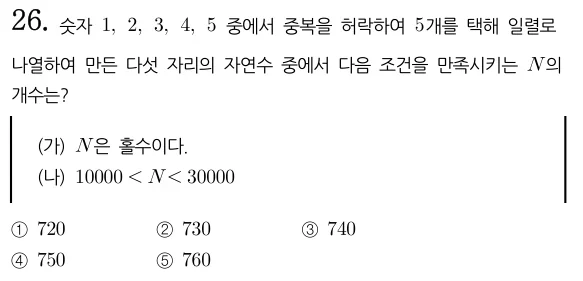 26. 숫자 1, 2, 3, 4, 5 중에서 중복을 허락하여 5개를 택해 일렬로
나열하여 만든 다섯 자리의 자연수 중에서 다음 조건을 만족시키는 N의
개수는?
(가) N은 홀수이다.
(나) 10000 < N < 30000
① 720 ② 730 ③ 740
④ 750 ⑤ 760